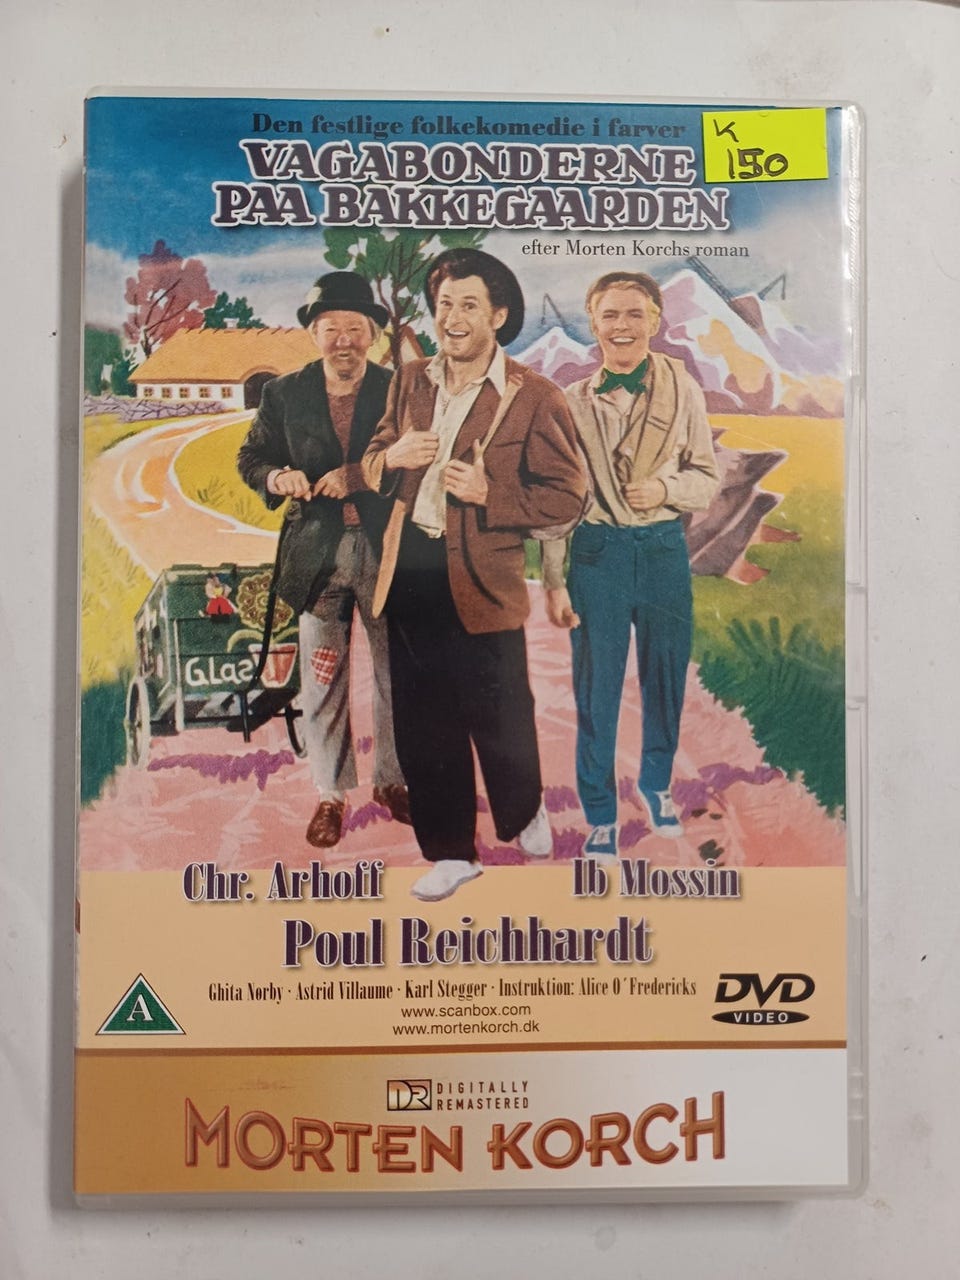 Den festlige folkekomedie i farver
K
150
VAGABONDERNE
PAA BAKKEGAARDEN
efter Morten Korchs roman
GLAS
Chr. Arhoff
Ib Mossin
Poul Reichhardt
Ghita Nørby · Astrid Villaume · Karl Stegger · Instruktion: Alice O´Fredericks
www.scanbox.com
www.mortenkorch.dk
A
DVD
VIDEO
DR DIGITALLY
REMASTERED
MORTEN KORCH